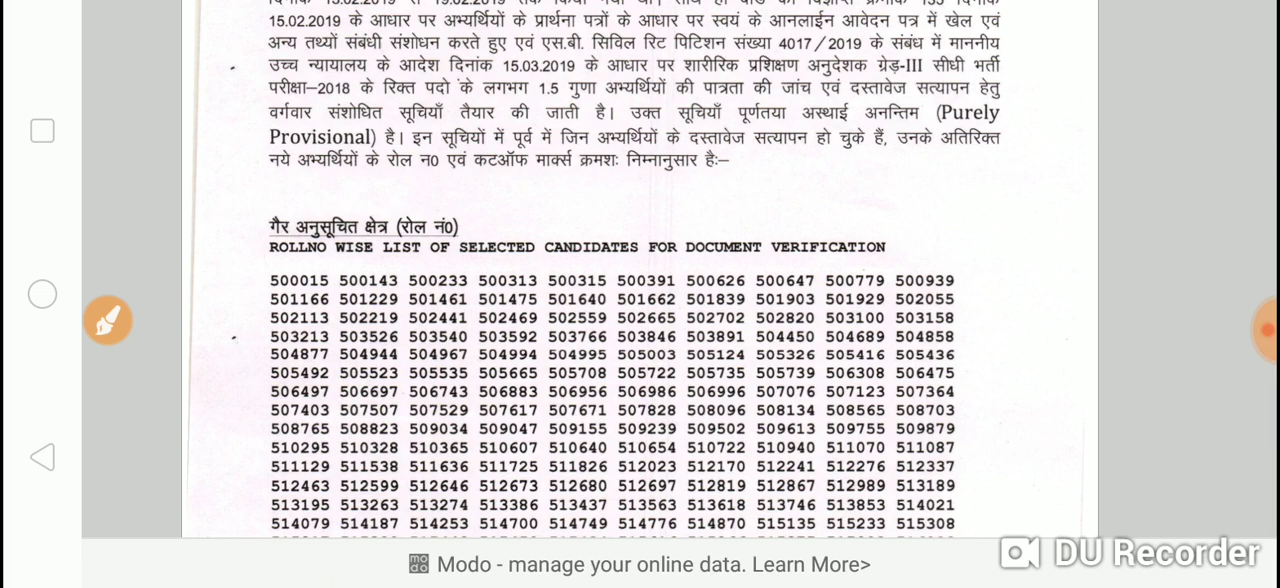 15.02.2019 के आधार पर अभ्यर्थियों के प्रार्थना पत्रों के आधार पर स्वयं के आनलाईन आवेदन पत्र में खेल एवं
अन्य तथ्यों संबंधी संशोधन करते हुए एवं एस.बी. सिविल रिट पिटिशन संख्या 4017/2019 के संबंध में माननीय
उच्च न्यायालय के आदेश दिनांक 15.03.2019 के आधार पर शारीरिक प्रशिक्षण अनुदेशक ग्रेड-III सीधी भर्ती
परीक्षा–2018 के रिक्त पदो के लगभग 1.5 गुणा अभ्यर्थियों की पात्रता की जांच एवं दस्तावेज सत्यापन हेतु
वर्गवार संशोधित सूचियाँ तैयार की जाती है। उक्त सूचियाँ पूर्णतया अस्थाई अनन्तिम (Purely
Provisional) है। इन सूचियों में पूर्व में जिन अभ्यर्थियों के दस्तावेज सत्यापन हो चुके हैं, उनके अतिरिक्त
नये अभ्यर्थियों के रोल न0 एवं कटऑफ मार्क्स क्रमशः निम्नानुसार हैः–
गैर अनुसूचित क्षेत्र (रोल नं0)
ROLLNO WISE LIST OF SELECTED CANDIDATES FOR DOCUMENT VERIFICATION
500015 500143 500233 500313 500315 500391 500626 500647 500779 500939
501166 501229 501461 501475 501640 501662 501839 501903 501929 502055
502113 502219 502441 502469 502559 502665 502702 502820 503100 503158
503213 503526 503540 503592 503766 503846 503891 504450 504689 504858
504877 504944 504967 504994 504995 505003 505124 505326 505416 505436
505492 505523 505535 505665 505708 505722 505735 505739 506308 506475
506497 506697 506743 506883 506956 506986 506996 507076 507123 507364
507403 507507 507529 507617 507671 507828 508096 508134 508565 508703
508765 508823 509034 509047 509155 509239 509502 509613 509755 509879
510295 510328 510365 510607 510640 510654 510722 510940 511070 511087
511129 511538 511636 511725 511826 512023 512170 512241 512276 512337
512463 512599 512646 512673 512680 512697 512819 512867 512989 513189
513195 513263 513274 513386 513437 513563 513618 513746 513853 514021
514079 514187 514253 514700 514749 514776 514870 515135 515233 515308
modo Modo - manage your online data. Learn More>
DU Recorder